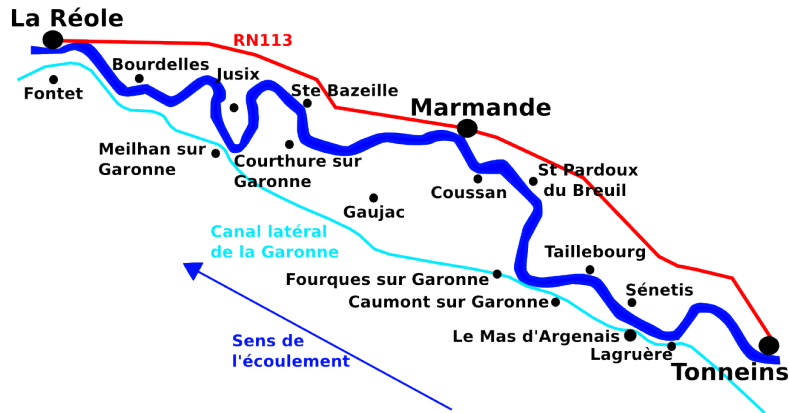 La Réole
RN113
Bourdelles
Jusix
Ste Bazeille
Fontet
Marmande
Meilhan sur
Garonne
Courthure sur
Garonne
St Pardoux
du Breuil
Coussan
Gaujac
Canal latéral
de la Garonne
Taillebourg
Fourques sur Garonne
Sénetis
Caumont sur Garonne
Sens de
l'écoulement
Le Mas d'Argenais
Lagruère
Tonneins